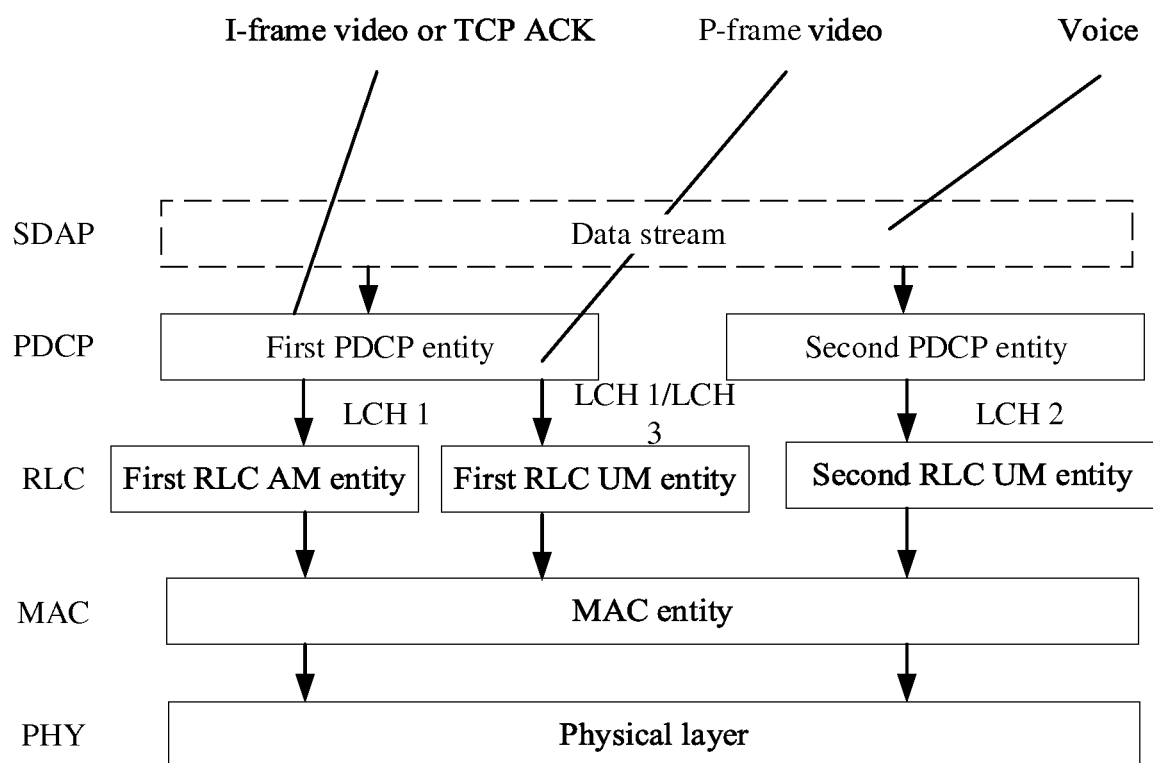 I-frame video or TCP ACK
P-frame video
Voice
SDAP
Data stream
PDCP
First PDCP entity
Second PDCP entity
LCH 1
LCH 1/LCH
3
LCH 2
RLC
First RLC AM entity
First RLC UM entity
Second RLC UM entity
MAC
MAC entity
PHY
Physical layer